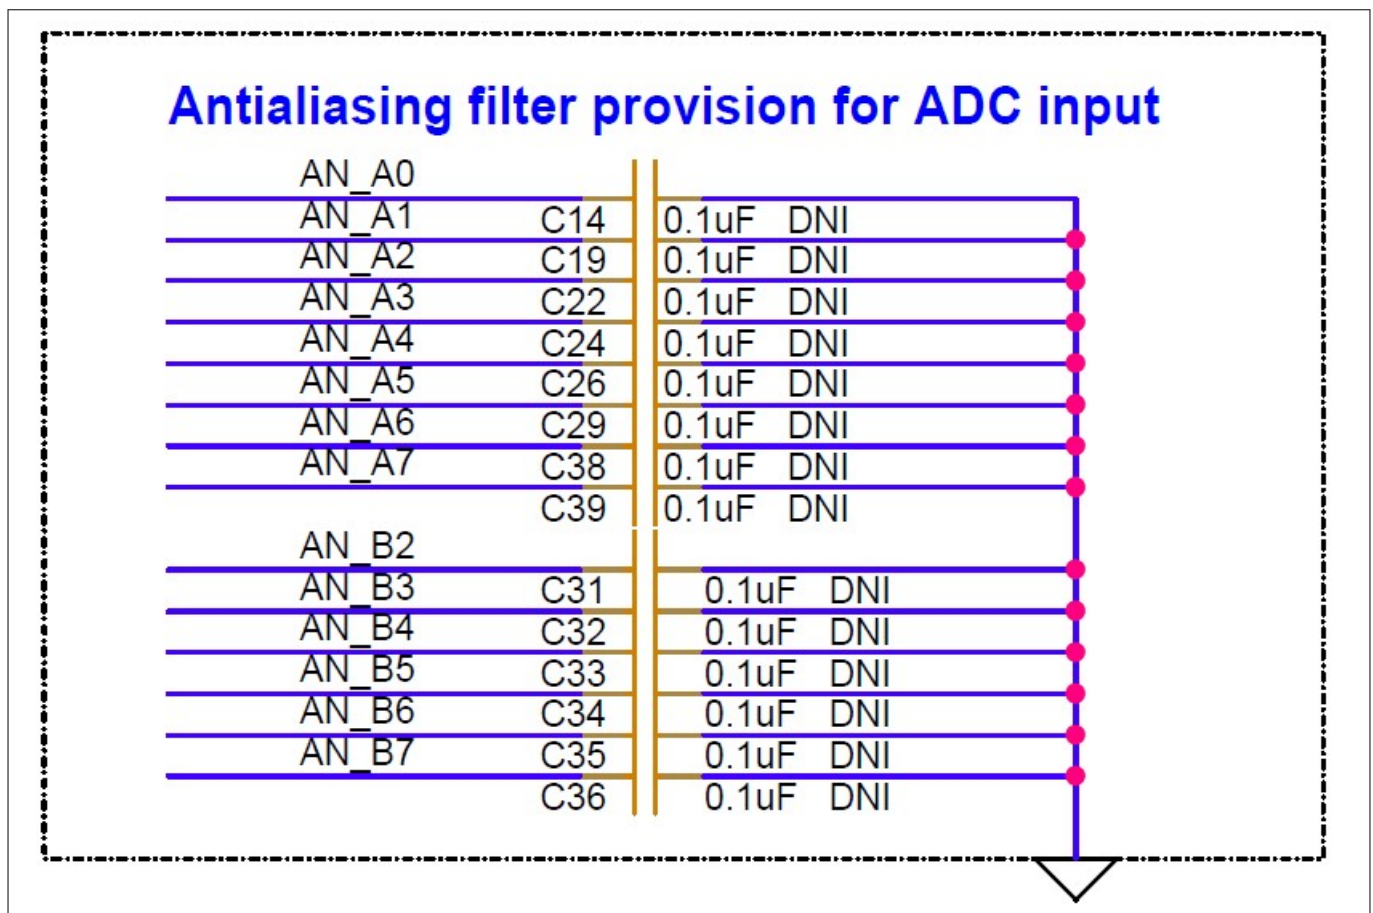 Antialiasing filter provision for ADC input
AN_A0
AN_A1 C14 0.1uF DNI
AN_A2 C19 0.1uF DNI
AN_A3 C22 0.1uF DNI
AN_A4 C24 0.1uF DNI
AN_A5 C26 0.1uF DNI
AN_A6 C29 0.1uF DNI
AN_A7 C38 0.1uF DNI
C39 0.1uF DNI
AN_B2
AN_B3 C31 0.1uF DNI
AN_B4 C32 0.1uF DNI
AN_B5 C33 0.1uF DNI
AN_B6 C34 0.1uF DNI
AN_B7 C35 0.1uF DNI
C36 0.1uF DNI